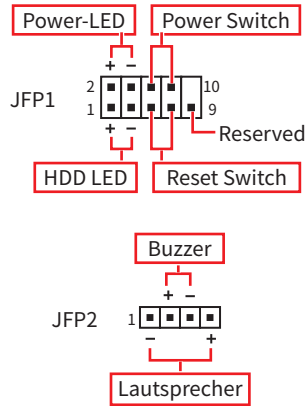 Power-LED Power Switch
+ −
2 10
JFP1
1 9
+ − Reserved
HDD LED Reset Switch
Buzzer
+ −
JFP2 1
− +
Lautsprecher